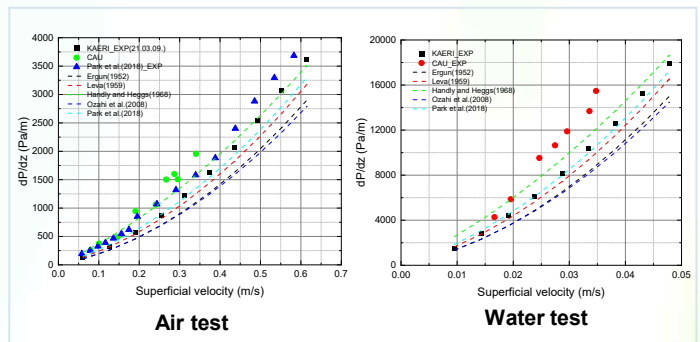 4000
3500
3000
2500
2000
1500
1000
500
0
dP/dz (Pa/m)
KAERI_EXP(21.03.09.)
CAU
Park et al.(2018)_EXP
Ergun(1952)
Leva(1959)
Handly and Heggs(1968)
Ozahi et al.(2008)
Park et al.(2018)
0.0 0.1 0.2 0.3 0.4 0.5 0.6 0.7
Superficial velocity (m/s)
Air test
20000
16000
12000
8000
4000
0
dP/dz (Pa/m)
KAERI_EXP
CAU_EXP
Ergun(1952)
Leva(1959)
Handly and Heggs(1968)
Ozahi et al.(2008)
Park et al.(2018)
0.00 0.01 0.02 0.03 0.04 0.05
Superficial velocity (m/s)
Water test